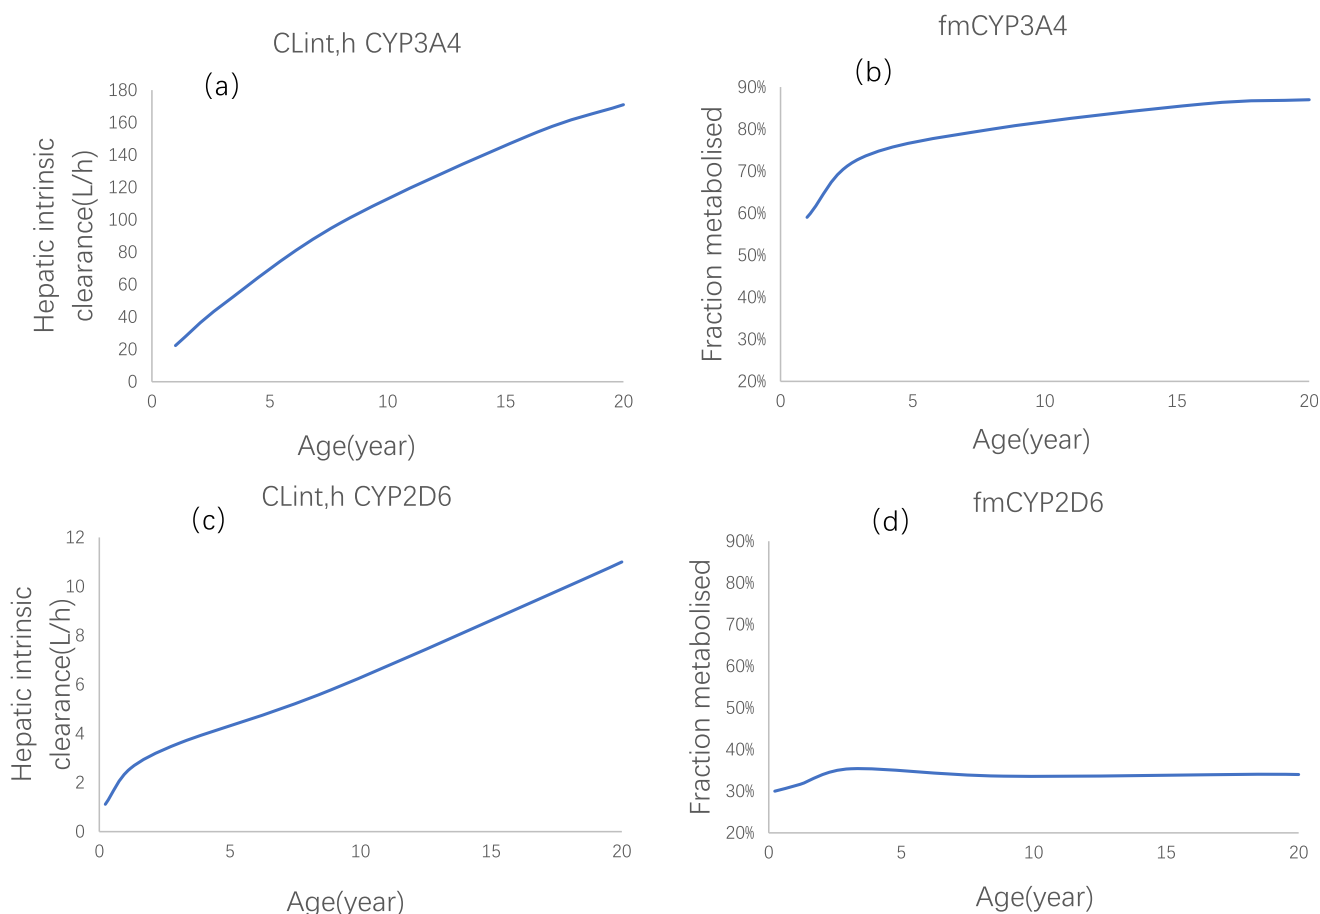 CLint,h CYP3A4
(a)
Hepatic intrinsic
clearance(L/h)
180
160
140
120
100
80
60
40
20
0
0 5 10 15 20
Age(year)
fmCYP3A4
(b)
Fraction metabolised
90%
80%
70%
60%
50%
40%
30%
20%
0 5 10 15 20
Age(year)
CLint,h CYP2D6
(c)
Hepatic intrinsic
clearance(L/h)
12
10
8
6
4
2
0
0 5 10 15 20
Age(year)
fmCYP2D6
(d)
Fraction metabolised
90%
80%
70%
60%
50%
40%
30%
20%
0 5 10 15 20
Age(year)